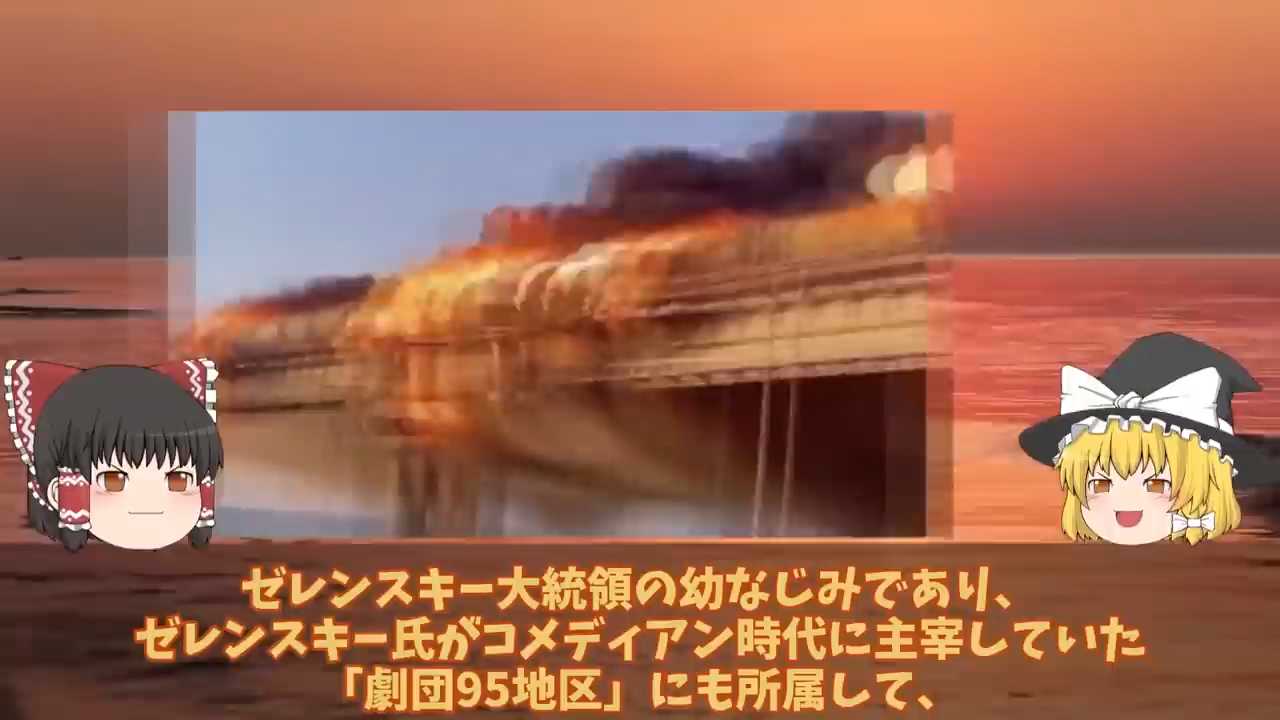 ゼレンスキー大統領の幼なじみであり、
ゼレンスキー氏がコメディアン時代に主宰していた
「劇団95地区」にも所属して、